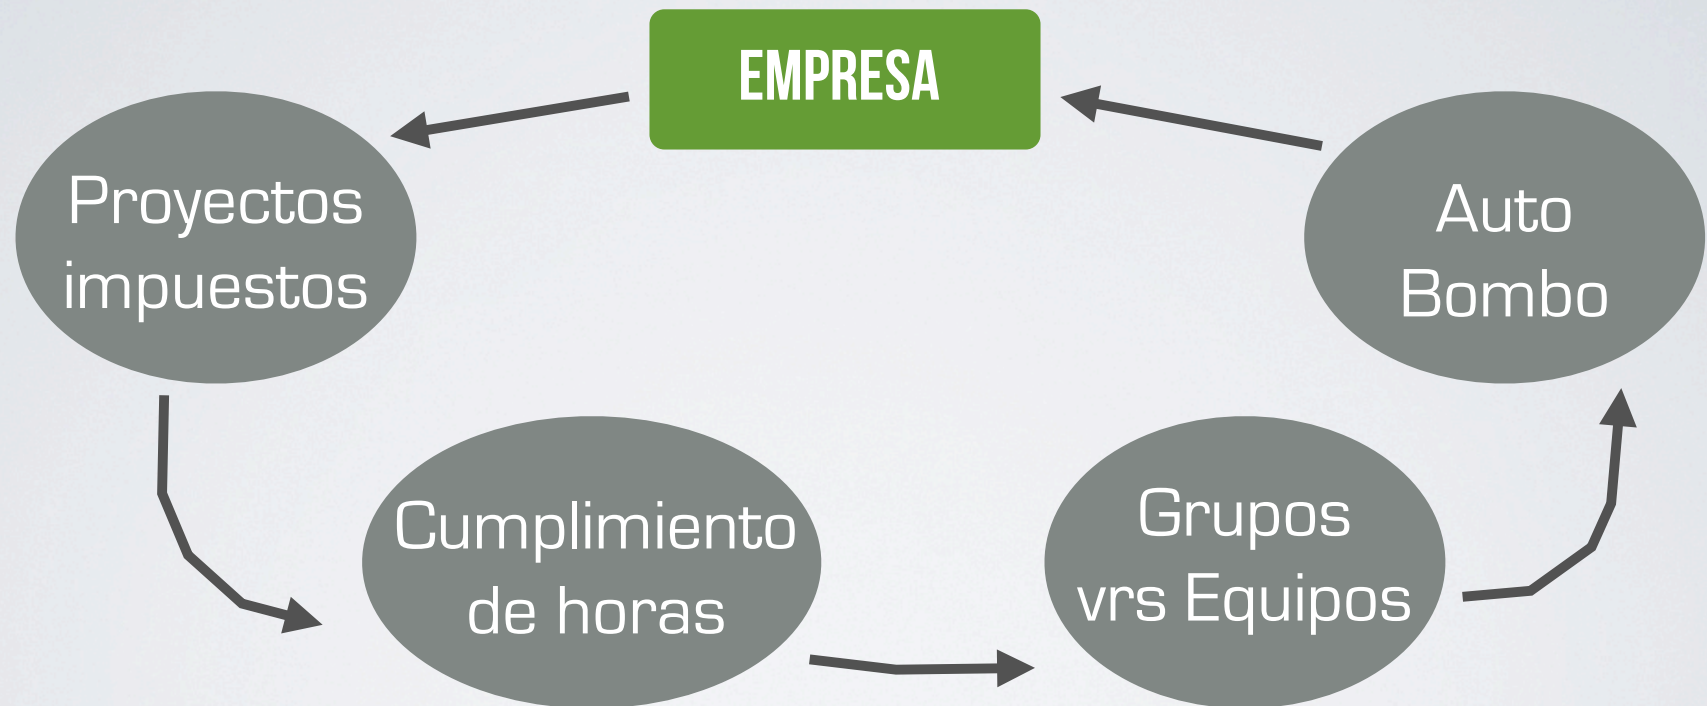 EMPRESA
Proyectos
impuestos
Cumplimiento
de horas
Grupos
vrs Equipos
Auto
Bombo